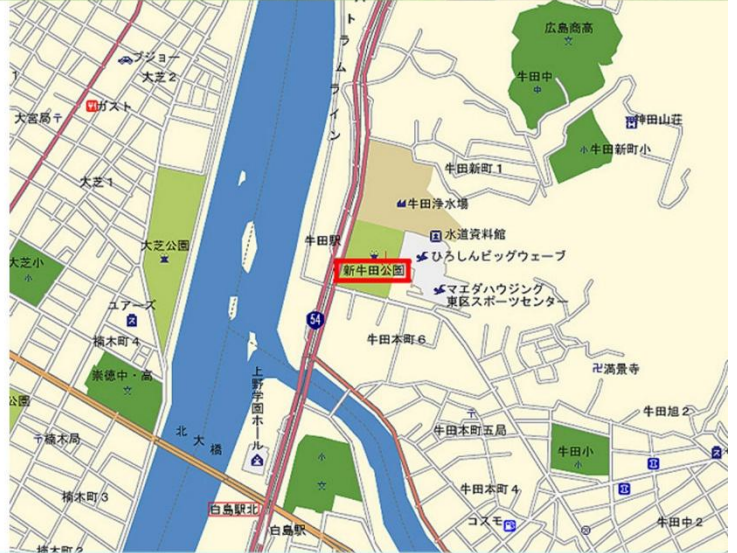 広島商高
プジョー
大芝2
ストラムライン
牛田中
ガスト
大宮局
神田山荘
牛田新町小
牛田新町1
大芝1
牛田浄水場
水道資料館
牛田駅
大芝公園
ひろしんビッグウェーブ
新牛田公園
大芝小
マエダハウジング
東区スポーツセンター
ユアーズ
54
楠木町4
牛田本町6
満景寺
崇徳中・高
上野学園ホール
公園
牛田旭2
北大橋
牛田本町五局
楠木局
牛田小
小
牛田本町4
楠木町3
白島駅北
コスモ
牛田中2
白島駅
楠木町2